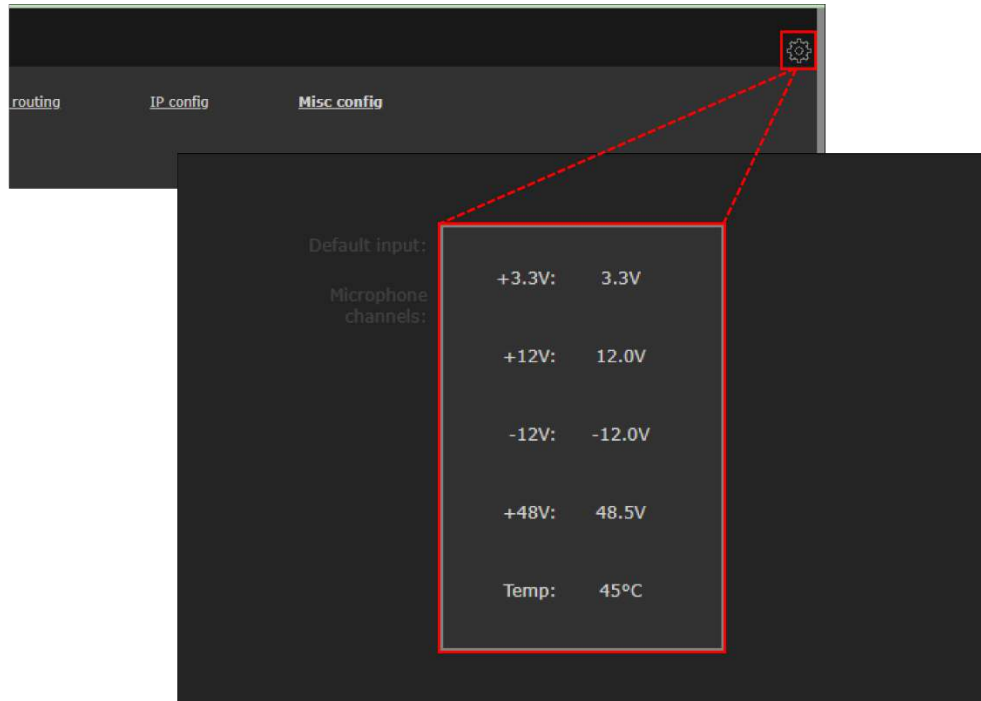 routing IP config Misc config
Default input:
Microphone
channels:
+3.3V: 3.3V
+12V: 12.0V
-12V: -12.0V
+48V: 48.5V
Temp: 45°C